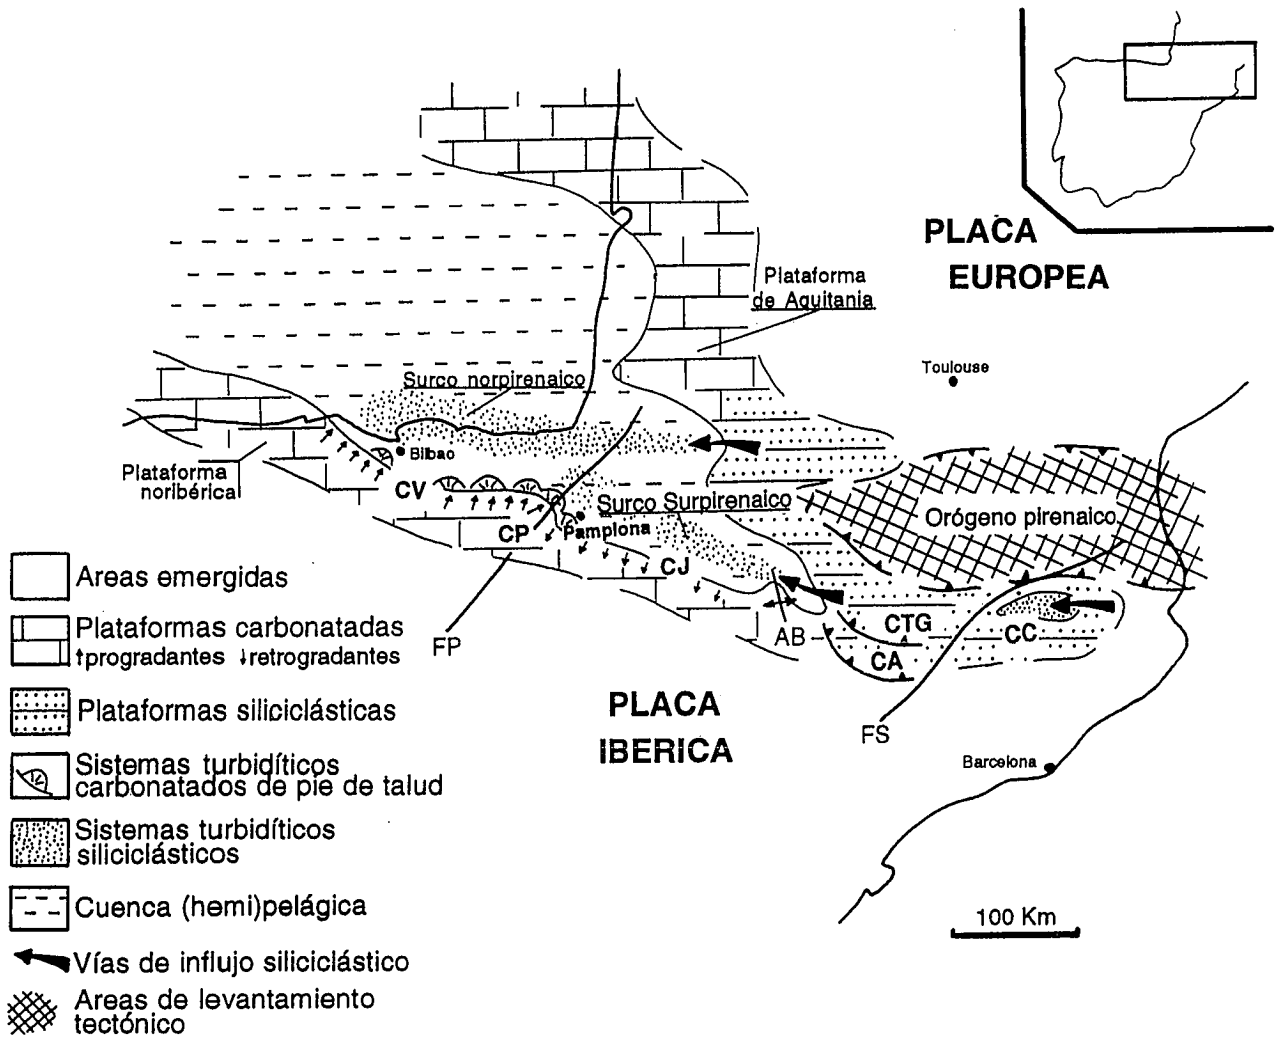 PLACA
EUROPEA
Plataforma
de Aquitania
Toulouse
Surco norpirenaico
Bilbao
Plataforma
noribérica
CV
Surco Surpirenaico
Orógeno pirenaico
CP
Pamplona
CJ
FP
AB
CTG
CA
CC
FS
PLACA
IBERICA
Barcelona
100 Km
Areas emergidas
Plataformas carbonatadas
↑progradantes ↓retrogradantes
Plataformas siliciclásticas
Sistemas turbidíticos
carbonatados de pie de talud
Sistemas turbidíticos
siliciclásticos
Cuenca (hemi)pelágica
Vías de influjo siliciclástico
Areas de levantamiento
tectónico